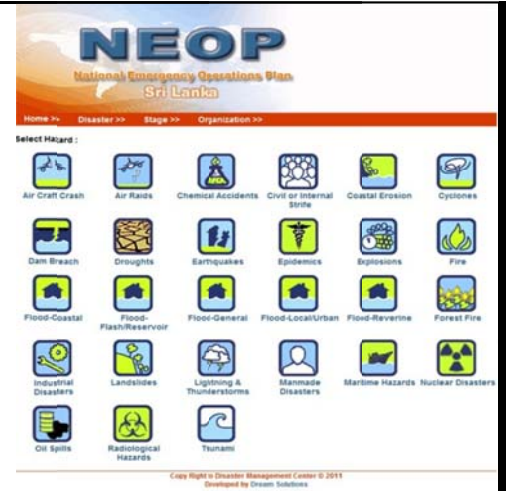 NEOP
National Emergency Operations Plan
Sri Lanka
Home >> Disaster >> Stage >> Organization >>
Select Hazard :
Air Craft Crash
Air Raids
Chemical Accidents
Civil or Internal
Strife
Coastal Erosion
Cyclones
Dam Breach
Droughts
Earthquakes
Epidemics
Explosions
Fire
Flood-Coastal
Flood-
Flash/Reservoir
Flood-General
Flood-Local/Urban
Flood-Reverine
Forest Fire
Industrial
Disasters
Landslides
Lightning &
Thunderstorms
Manmade
Disasters
Maritime Hazards
Nuclear Disasters
Oil Spills
Radiological
Hazards
Tsunami
Copy Right is Disaster Management Center © 2011
Developed by Dream Solutions